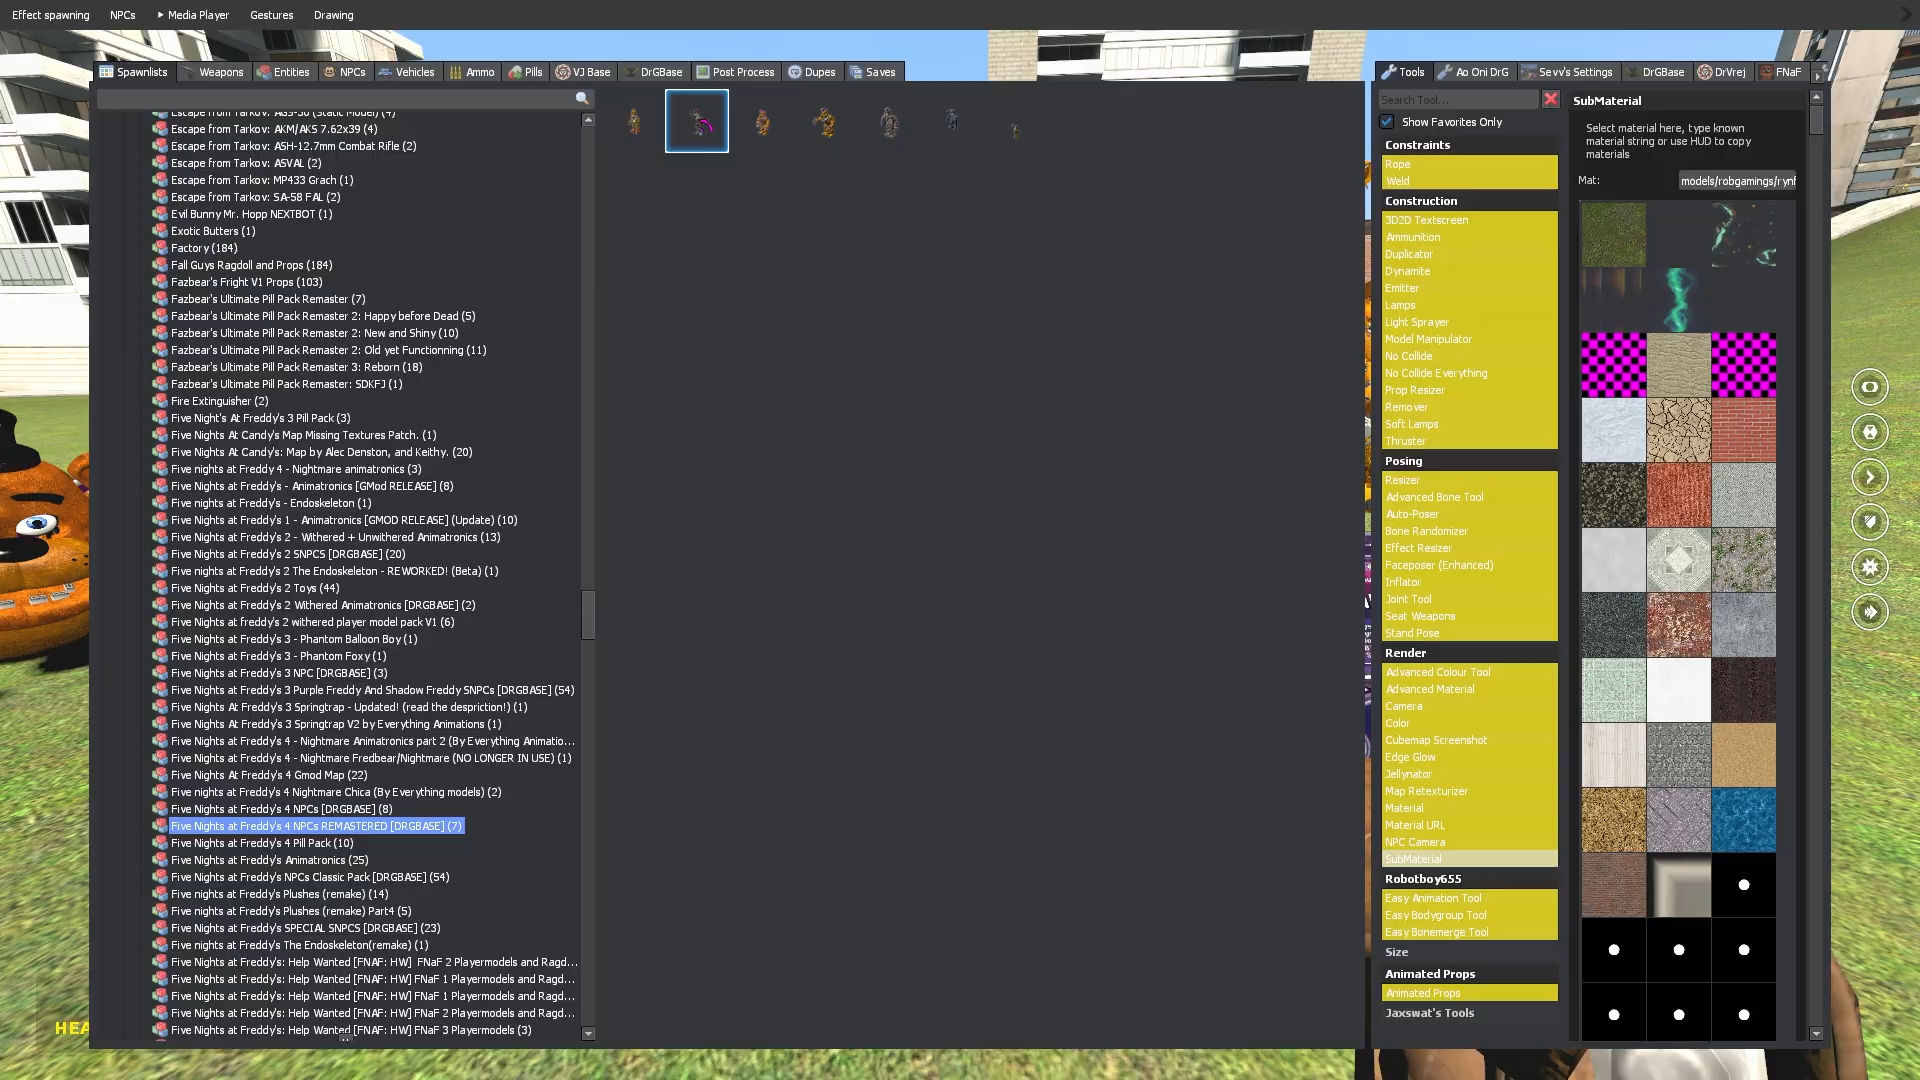 Effect spawning NPCs Media Player Gestures Drawing
Spawnlists Weapons Entities NPCs Vehicles Ammo Pills VJ Base DrGBase Post Process Dupes Saves
Escape from Tarkov: AGS-30 (Static Model) (4)
Escape from Tarkov: AKM/AKS 7.62x39 (4)
Escape from Tarkov: ASH-12.7mm Combat Rifle (2)
Escape from Tarkov: ASVAL (2)
Escape from Tarkov: MP433 Grach (1)
Escape from Tarkov: SA-58 FAL (2)
Evil Bunny Mr. Hopp NEXTBOT (1)
Exotic Butters (1)
Factory (184)
Fall Guys Ragdoll and Props (184)
Fazbear's Fright V1 Props (103)
Fazbear's Ultimate Pill Pack Remaster (7)
Fazbear's Ultimate Pill Pack Remaster 2: Happy before Dead (5)
Fazbear's Ultimate Pill Pack Remaster 2: New and Shiny (10)
Fazbear's Ultimate Pill Pack Remaster 2: Old yet Functionning (11)
Fazbear's Ultimate Pill Pack Remaster 3: Reborn (18)
Fazbear's Ultimate Pill Pack Remaster: SDKFJ (1)
Fire Extinguisher (2)
Five Night's At Freddy's 3 Pill Pack (3)
Five Nights At Candy's Map Missing Textures Patch. (1)
Five Nights At Candy's: Map by Alec Denston, and Keithy. (20)
Five nights at Freddy 4 - Nightmare animatronics (3)
Five Nights at Freddy's - Animatronics [GMod RELEASE] (8)
Five nights at Freddy's - Endoskeleton (1)
Five Nights at Freddy's 1 - Animatronics [GMOD RELEASE] (Update) (10)
Five Nights at Freddy's 2 - Withered + Unwithered Animatronics (13)
Five Nights at Freddy's 2 SNPCS [DRGBASE] (20)
Five nights at Freddy's 2 The Endoskeleton - REWORKED! (Beta) (1)
Five Nights at Freddy's 2 Toys (44)
Five Nights at Freddy's 2 Withered Animatronics [DRGBASE] (2)
Five Nights at freddy's 2 withered player model pack V1 (6)
Five Nights at Freddy's 3 - Phantom Balloon Boy (1)
Five Nights at Freddy's 3 - Phantom Foxy (1)
Five Nights at Freddy's 3 NPC [DRGBASE] (3)
Five Nights at Freddy's 3 Purple Freddy And Shadow Freddy SNPCs [DRGBASE] (54)
Five Nights at Freddy's 3 Springtrap - Updated! (read the despriction!) (1)
Five Nights at Freddy's 3 Springtrap V2 by Everything Animations (1)
Five Nights at Freddy's 4 - Nightmare Animatronics part 2 (By Everything Animatio...
Five Nights at Freddy's 4 - Nightmare Fredbear/Nightmare (NO LONGER IN USE) (1)
Five Nights At Freddy's 4 Gmod Map (22)
Five nights at Freddy's 4 Nightmare Chica (By Everything models) (2)
Five Nights at Freddy's 4 NPCs [DRGBASE] (8)
Five Nights at Freddy's 4 NPCs REMASTERED [DRGBASE] (7)
Five Nights at Freddy's 4 Pill Pack (10)
Five Nights at Freddy's Animatronics (25)
Five Nights at Freddy's NPCs Classic Pack [DRGBASE] (54)
Five nights at Freddy's Plushes (remake) (14)
Five nights at Freddy's Plushes (remake) Part4 (5)
Five Nights at Freddy's SPECIAL SNPCS [DRGBASE] (23)
Five nights at Freddy's The Endoskeleton(remake) (1)
Five Nights at Freddy's: Help Wanted [FNAF: HW]  FNaF 2 Playermodels and Ragd...
Five Nights at Freddy's: Help Wanted [FNAF: HW] FNaF 1 Playermodels and Ragd...
Five Nights at Freddy's: Help Wanted [FNAF: HW] FNaF 1 Playermodels and Ragd...
Five Nights at Freddy's: Help Wanted [FNAF: HW] FNaF 2 Playermodels and Ragd...
Five Nights at Freddy's: Help Wanted [FNAF: HW] FNaF 3 Playermodels (3)
HEA
Tools Ao Oni DrG Sevv's Settings DrGBase DrVrej FNaF
Search Tool...
Show Favorites Only
Constraints
Rope
Weld
Construction
3D2D Textscreen
Ammunition
Duplicator
Dynamite
Emitter
Lamps
Light Sprayer
Model Manipulator
No Collide
No Collide Everything
Prop Resizer
Remover
Soft Lamps
Thruster
Posing
Resizer
Advanced Bone Tool
Auto-Poser
Bone Randomizer
Effect Resizer
Faceposer (Enhanced)
Inflator
Joint Tool
Seat Weapons
Stand Pose
Render
Advanced Colour Tool
Advanced Material
Camera
Color
Cubemap Screenshot
Edge Glow
Jellynator
Map Retexturizer
Material
Material URL
NPC Camera
SubMaterial
Robotboy655
Easy Animation Tool
Easy Bodygroup Tool
Easy Bonemerge Tool
Size
Animated Props
Animated Props
Jaxswat's Tools
SubMaterial
Select material here, type known
material string or use HUD to copy
materials
Mat: models/robgamings/rynf